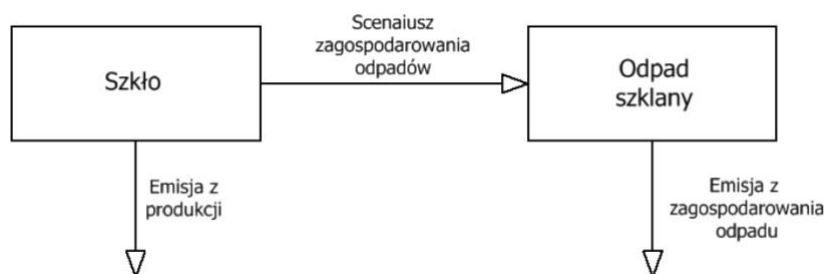 Scenaiusz
zagospodarowania
odpadów
Szkło
Odpad
szklany
Emisja z
produkcji
Emisja z
zagospodarowania
odpadu